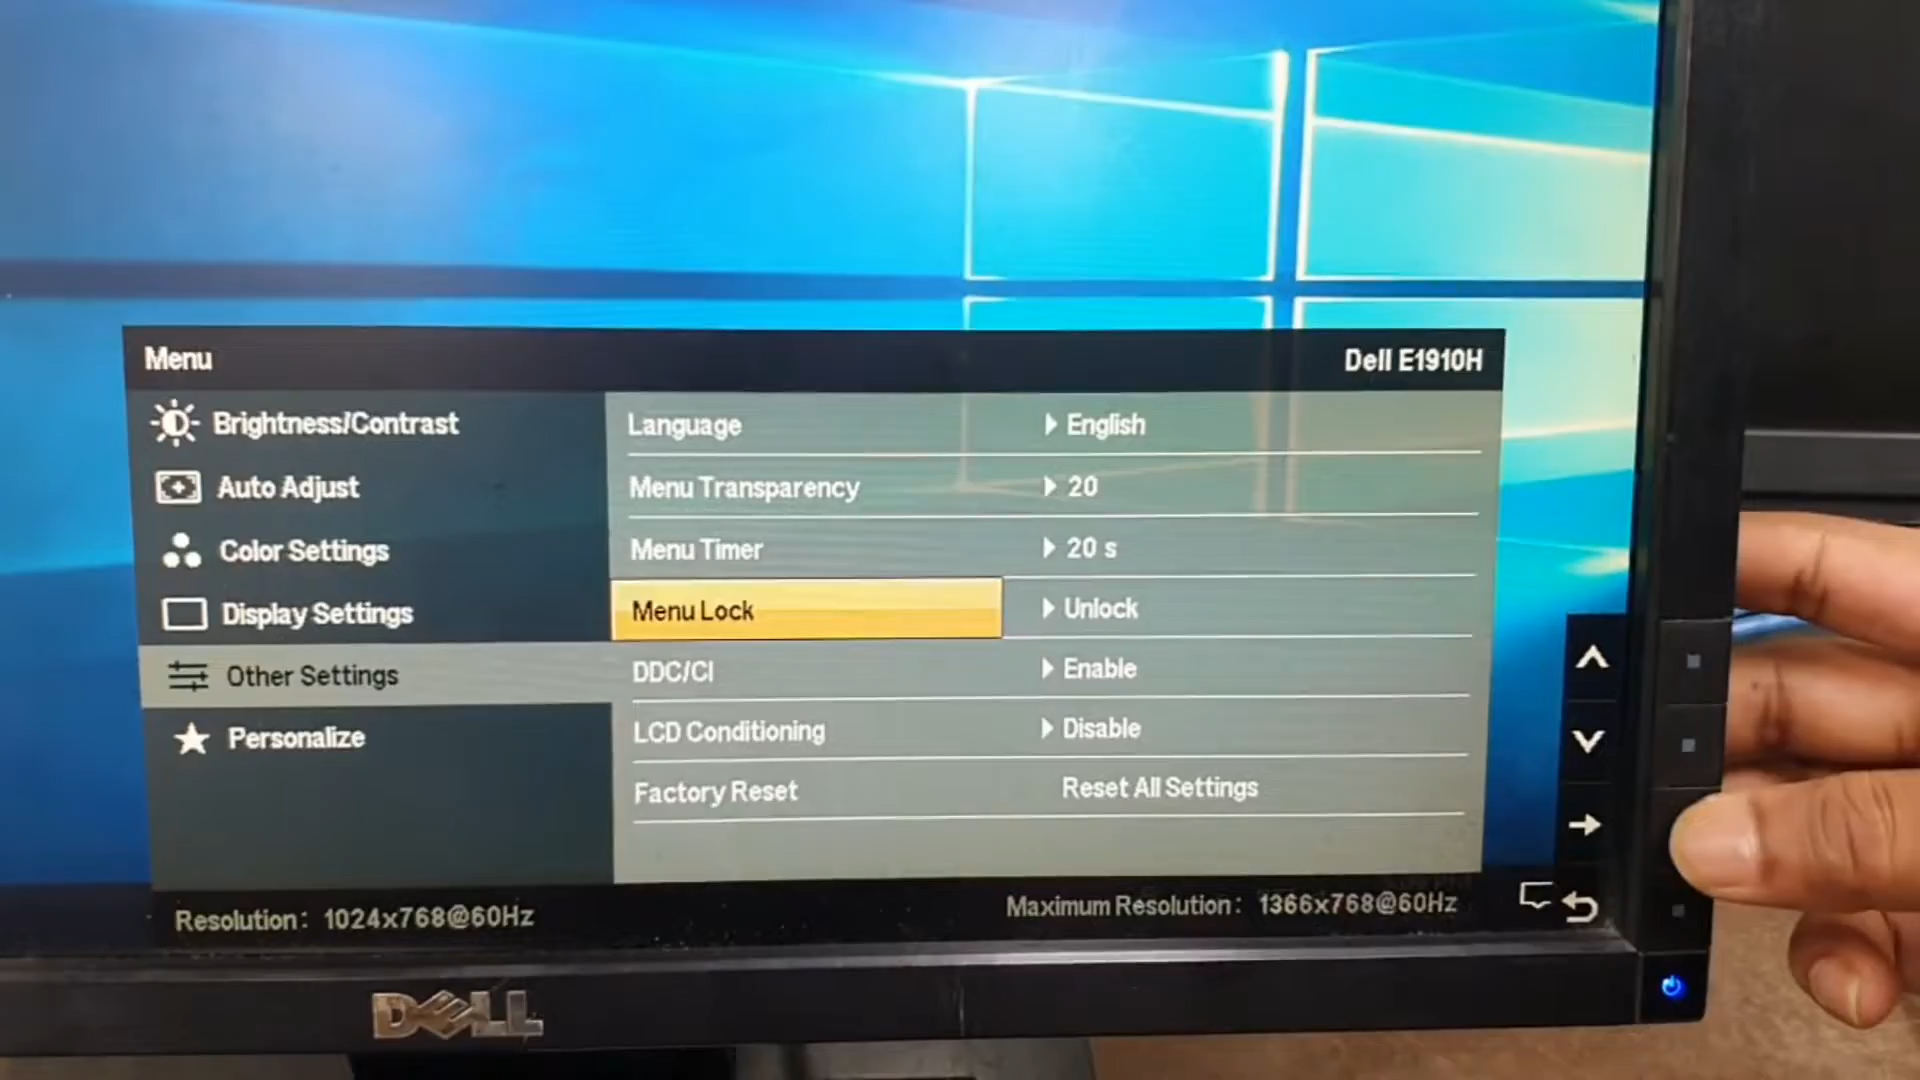 Menu Dell E1910H
Brightness/Contrast Language English
Auto Adjust Menu Transparency 20
Color Settings Menu Timer 20 s
Display Settings Menu Lock Unlock
Other Settings DDC/CI Enable
Personalize LCD Conditioning Disable
Factory Reset Reset All Settings
Resolution: 1024x768@60Hz Maximum Resolution: 1366x768@60Hz
DELL